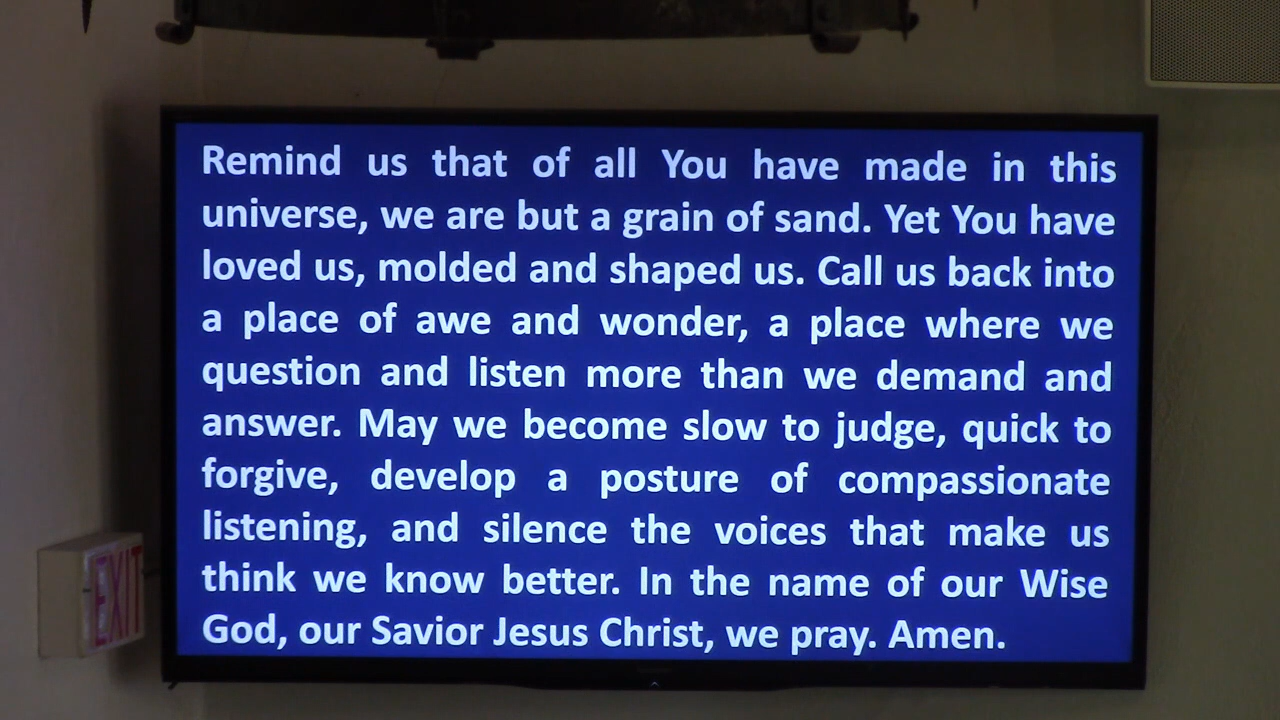 Remind us that of all You have made in this
universe, we are but a grain of sand. Yet You have
loved us, molded and shaped us. Call us back into
a place of awe and wonder, a place where we
question and listen more than we demand and
answer. May we become slow to judge, quick to
forgive, develop a posture of compassionate
listening, and silence the voices that make us
think we know better. In the name of our Wise
God, our Savior Jesus Christ, we pray. Amen.
EXIT